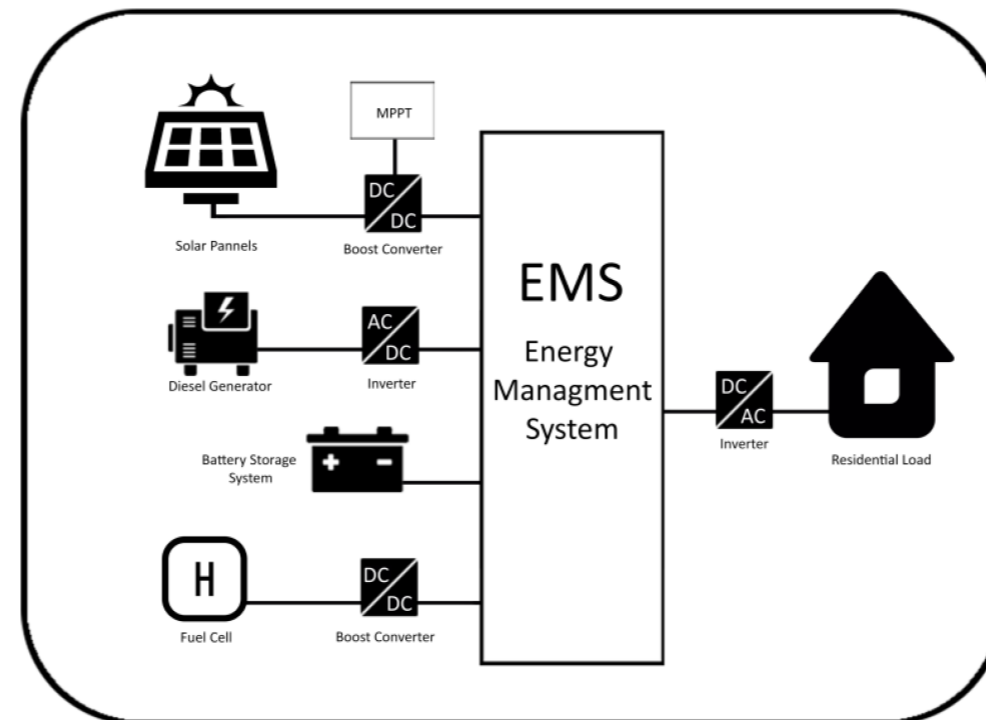 MPPT
DC
DC
Solar Pannels
Boost Converter
EMS
Energy
Managment
System
AC
DC
Diesel Generator
Inverter
DC
AC
Inverter
Residential Load
Battery Storage
System
+ -
H
DC
DC
Fuel Cell
Boost Converter